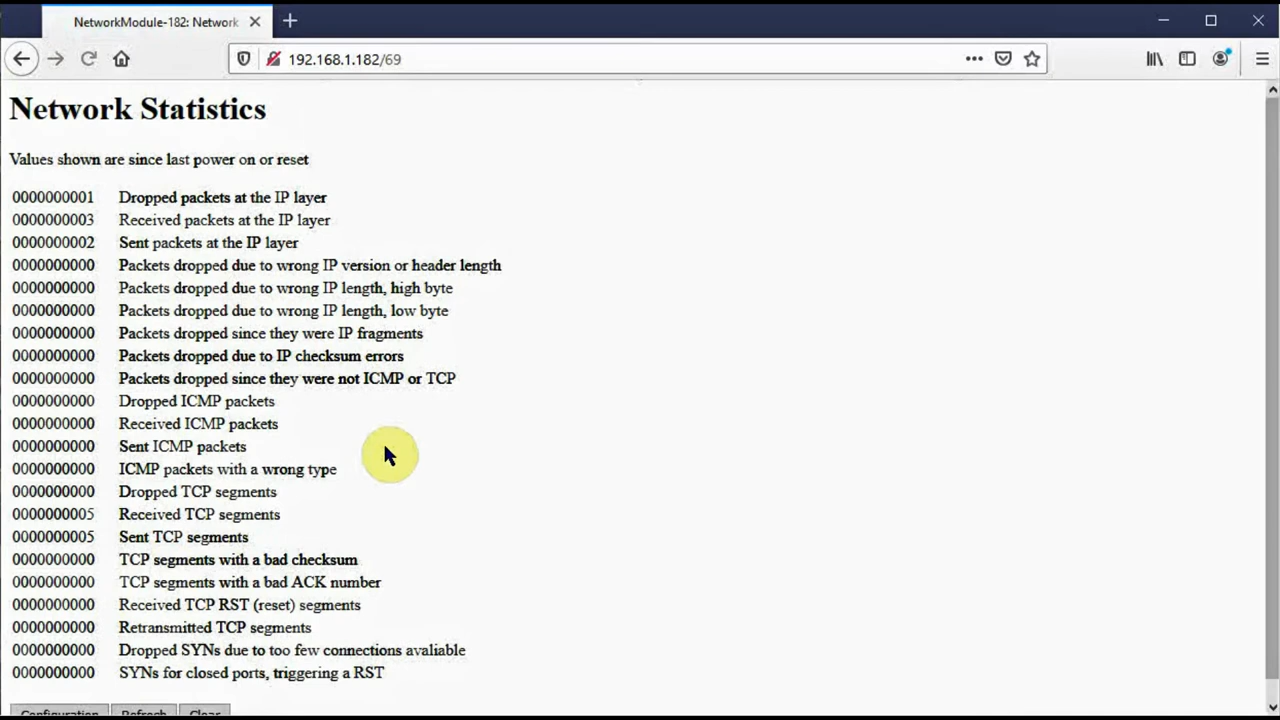 NetworkModule-182: Network
192.168.1.182/69
Network Statistics
Values shown are since last power on or reset
0000000001 Dropped packets at the IP layer
0000000003 Received packets at the IP layer
0000000002 Sent packets at the IP layer
0000000000 Packets dropped due to wrong IP version or header length
0000000000 Packets dropped due to wrong IP length, high byte
0000000000 Packets dropped due to wrong IP length, low byte
0000000000 Packets dropped since they were IP fragments
0000000000 Packets dropped due to IP checksum errors
0000000000 Packets dropped since they were not ICMP or TCP
0000000000 Dropped ICMP packets
0000000000 Received ICMP packets
0000000000 Sent ICMP packets
0000000000 ICMP packets with a wrong type
0000000000 Dropped TCP segments
0000000005 Received TCP segments
0000000005 Sent TCP segments
0000000000 TCP segments with a bad checksum
0000000000 TCP segments with a bad ACK number
0000000000 Received TCP RST (reset) segments
0000000000 Retransmitted TCP segments
0000000000 Dropped SYNs due to too few connections avaliable
0000000000 SYNs for closed ports, triggering a RST
Configuration Refresh Clear